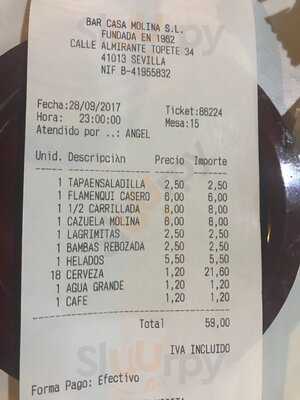 BAR CASA MOLINA S.L.
FUNDADA EN 1962
CALLE ALMIRANTE TOPETE 34
41013 SEVILLA
NIF B-41955832
Fecha:28/09/2017 Ticket:86224
Hora: 23:00:00 Mesa:15
Atendido por ..: ANGEL
Unid. Descripciàn Precio Importe
1 TAPAENSALADILLA 2,50 2,50
1 FLAMENQUI CASERO 6,00 6,00
1 1/2 CARRILLADA 8,00 8,00
1 CAZUELA MOLINA 8,00 8,00
1 LAGRIMITAS 2,50 2,50
1 BAMBAS REBOZADA 2,50 2,50
1 HELADOS 5,50 5,50
18 CERVEZA 1,20 21,60
1 AGUA GRANDE 1,20 1,20
1 CAFE 1,20 1,20
Total 59,00
IVA INCLUIDO
Forma Pago: Efectivo
sluurpy